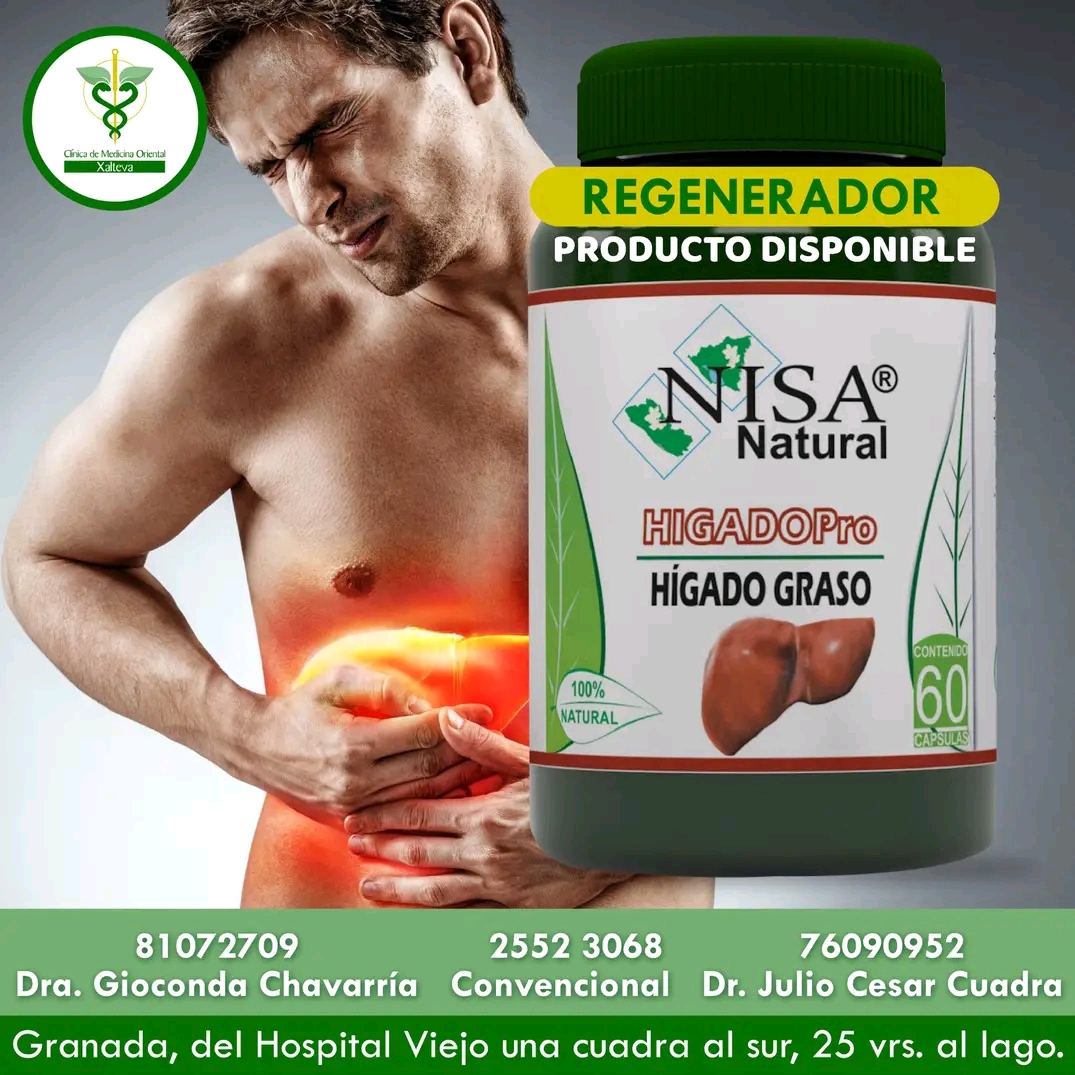 Clínica de Medicina Oriental
Xalteva
REGENERADOR
PRODUCTO DISPONIBLE
NISA®
Natural
HIGADOPro
HÍGADO GRASO
100%
NATURAL
CONTENIDO
60
CAPSULAS
81072709
Dra. Gioconda Chavarría
2552 3068
Convencional
76090952
Dr. Julio Cesar Cuadra
Granada, del Hospital Viejo una cuadra al sur, 25 vrs. al lago.